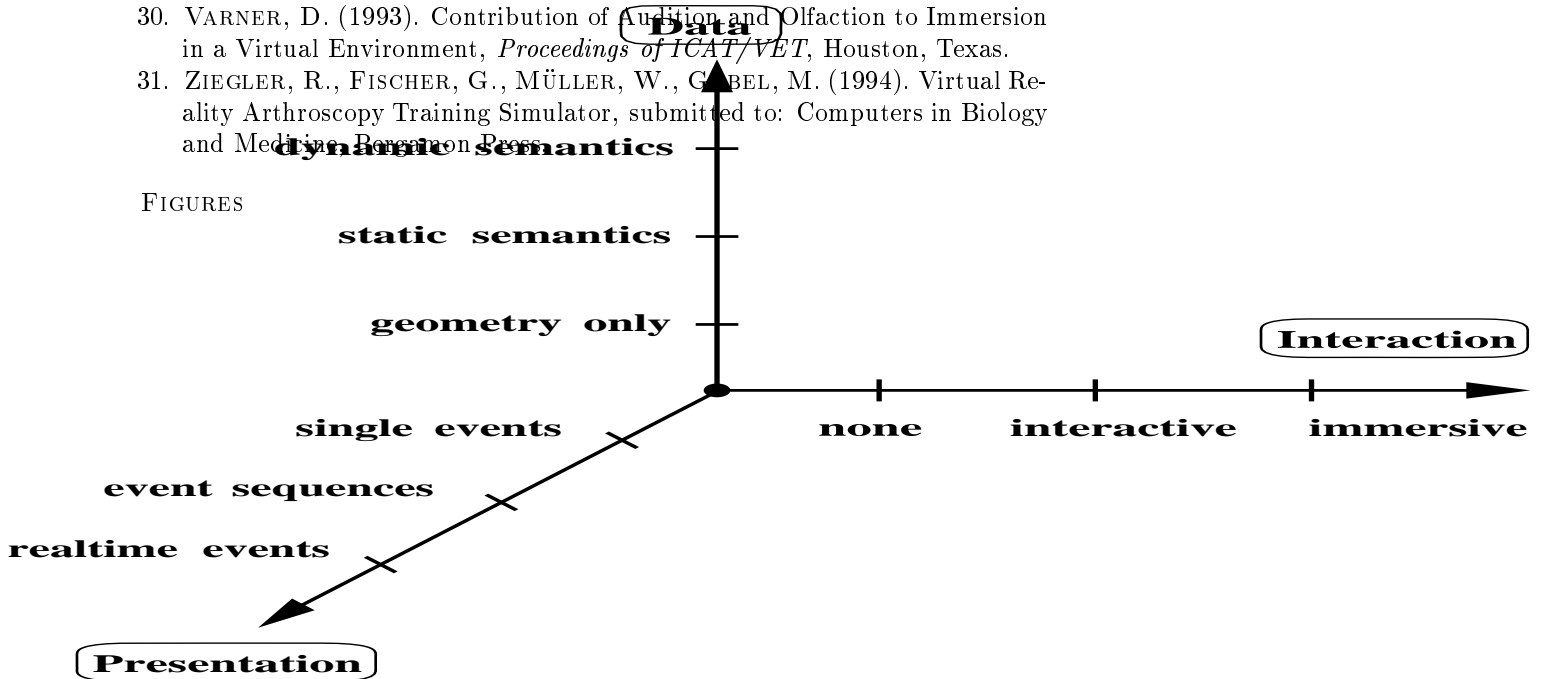 30. VARNER, D. (1993). Contribution of Audition and Olfaction to Immersion
Data
in a Virtual Environment, Proceedings of ICAT/VET, Houston, Texas.
31. ZIEGLER, R., FISCHER, G., MÜLLER, W., GÖBEL, M. (1994). Virtual Re-
ality Arthroscopy Training Simulator, submitted to: Computers in Biology
and Medicine, Bergamon Press.
dynamic semantics
FIGURES
static semantics
geometry only
Interaction
single events
none interactive immersive
event sequences
realtime events
Presentation